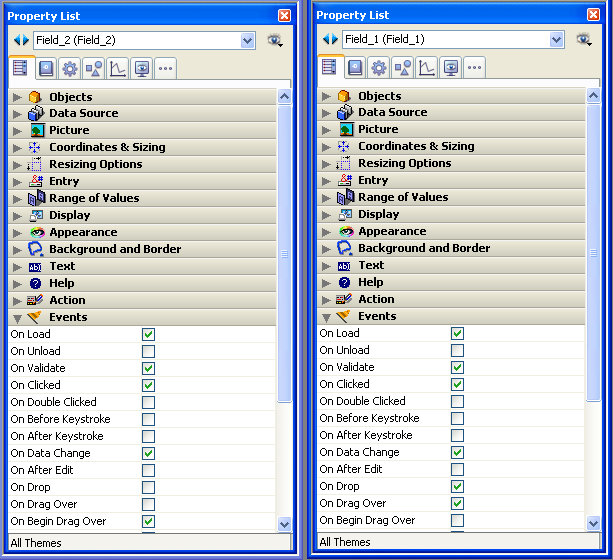 Property List
Field_2 (Field_2)
Objects
Data Source
Picture
Coordinates & Sizing
Resizing Options
Entry
Range of Values
Display
Appearance
Background and Border
Text
Help
Action
Events
On Load
On Unload
On Validate
On Clicked
On Double Clicked
On Before Keystroke
On After Keystroke
On Data Change
On After Edit
On Drop
On Drag Over
On Begin Drag Over
All Themes
Property List
Field_1 (Field_1)
Objects
Data Source
Picture
Coordinates & Sizing
Resizing Options
Entry
Range of Values
Display
Appearance
Background and Border
Text
Help
Action
Events
On Load
On Unload
On Validate
On Clicked
On Double Clicked
On Before Keystroke
On After Keystroke
On Data Change
On After Edit
On Drop
On Drag Over
On Begin Drag Over
All Themes